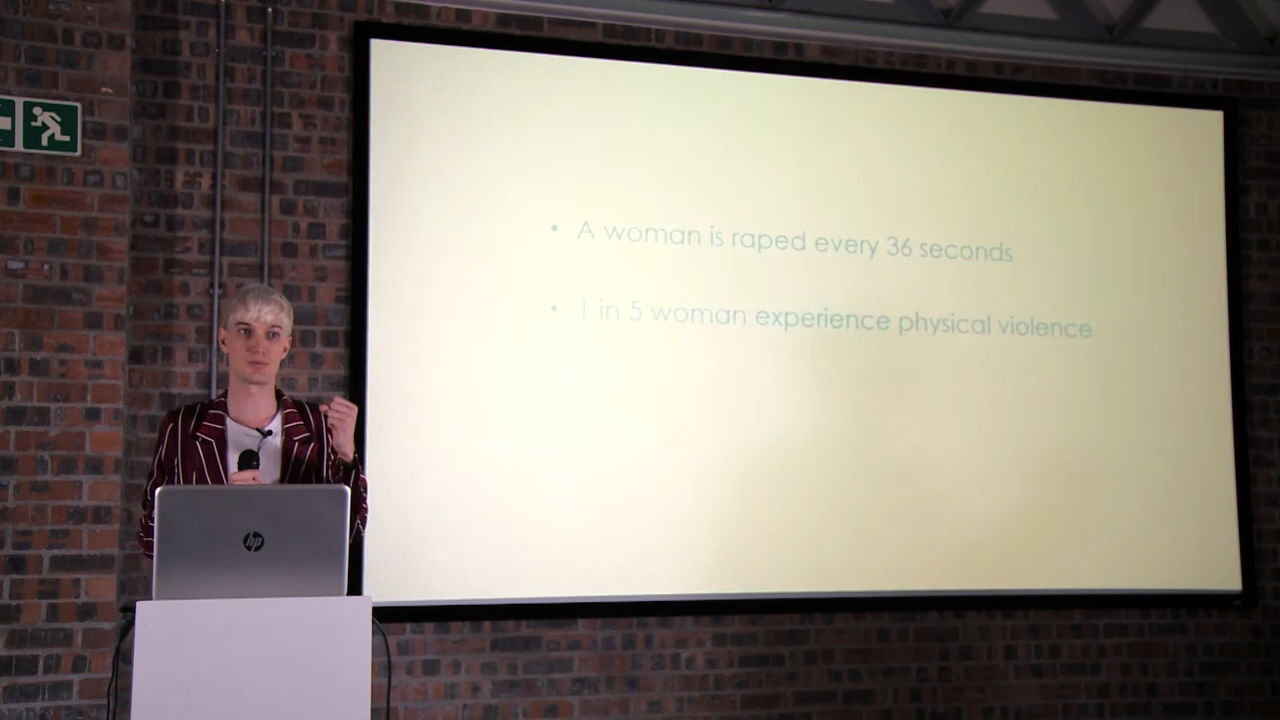 • A woman is raped every 36 seconds
• 1 in 5 woman experience physical violence
hp